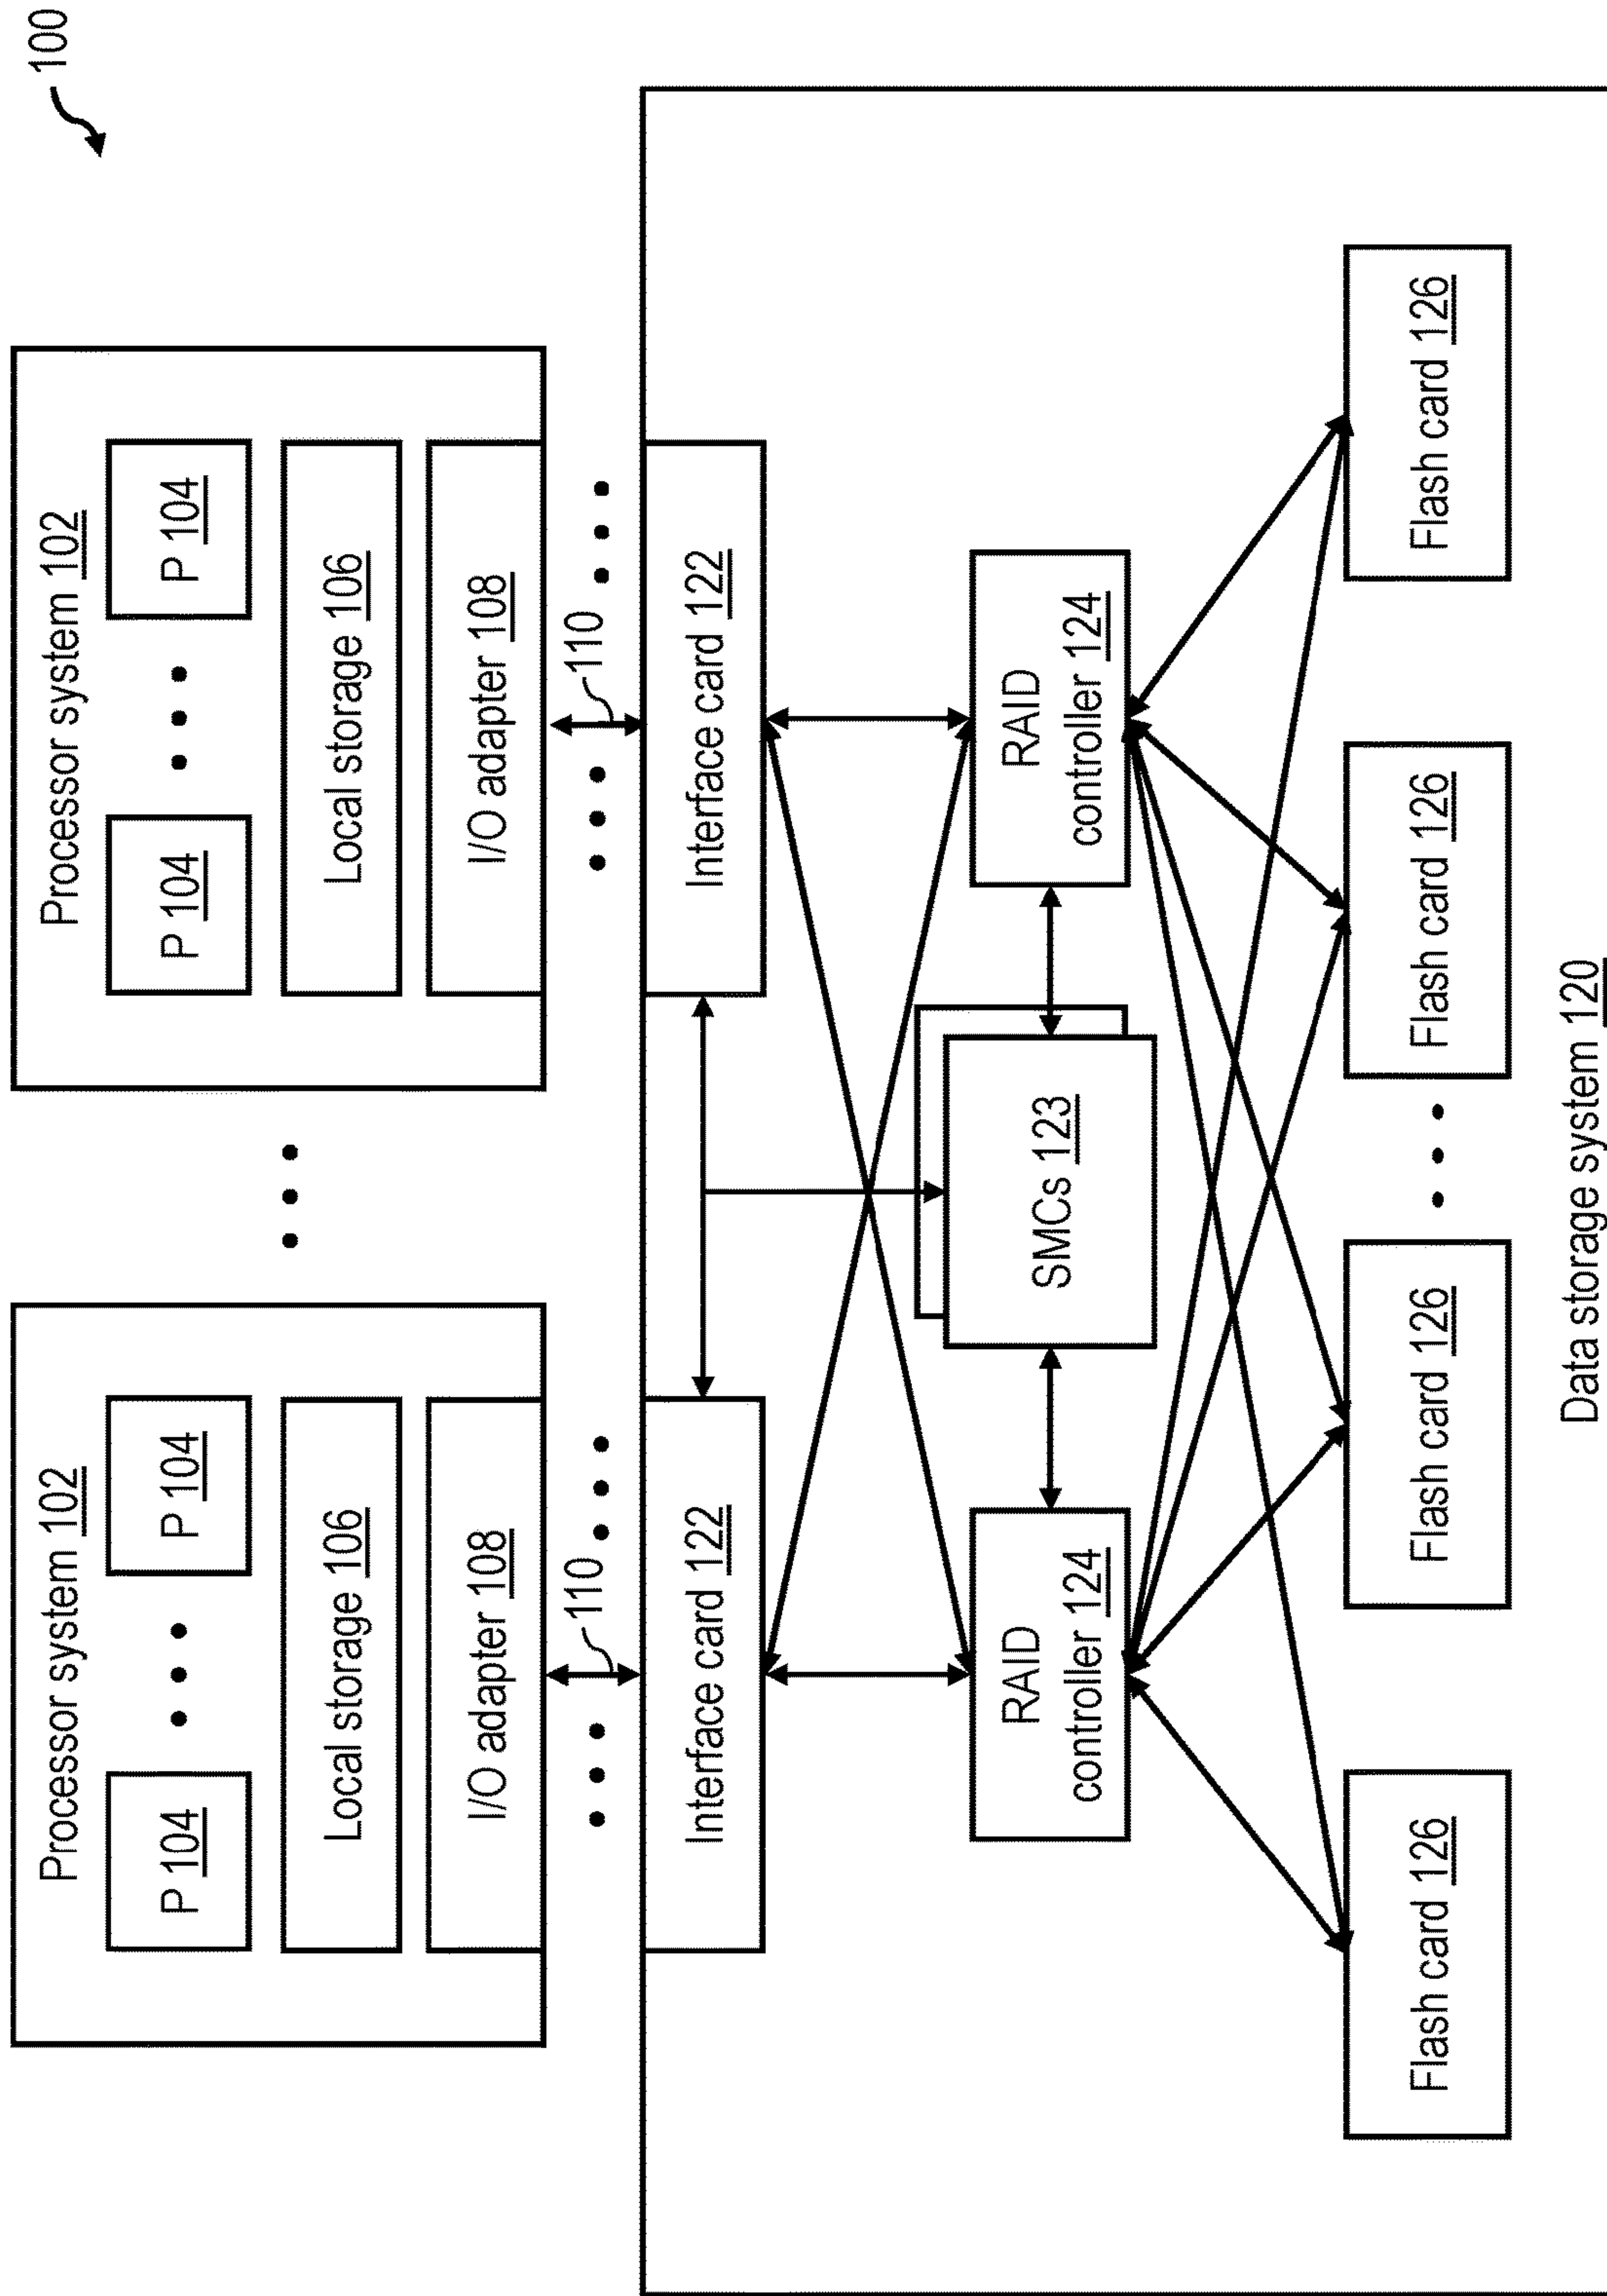 100
Processor system 102
P 104
P 104
Local storage 106
I/O adapter 108
110
Processor system 102
P 104
P 104
Local storage 106
I/O adapter 108
110
Interface card 122
Interface card 122
RAID
controller 124
SMCs 123
RAID
controller 124
Flash card 126
Flash card 126
Flash card 126
Flash card 126
Data storage system 120